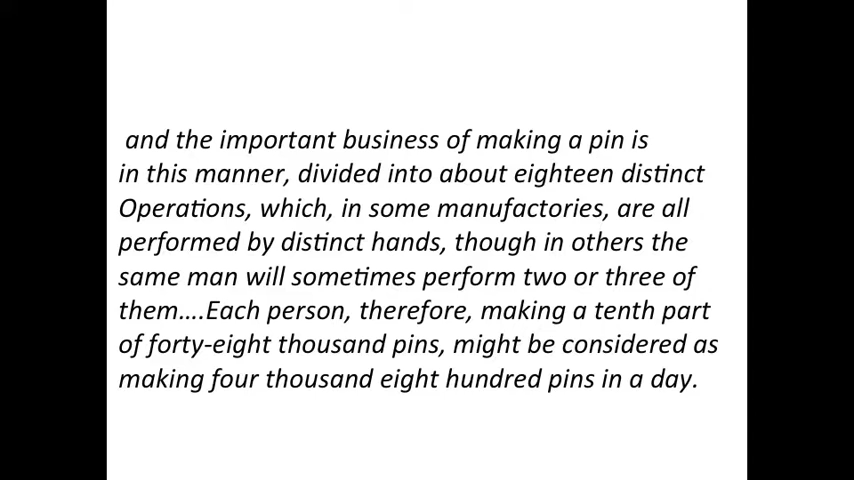 and the important business of making a pin is
in this manner, divided into about eighteen distinct
Operations, which, in some manufactories, are all
performed by distinct hands, though in others the
same man will sometimes perform two or three of
them....Each person, therefore, making a tenth part
of forty-eight thousand pins, might be considered as
making four thousand eight hundred pins in a day.